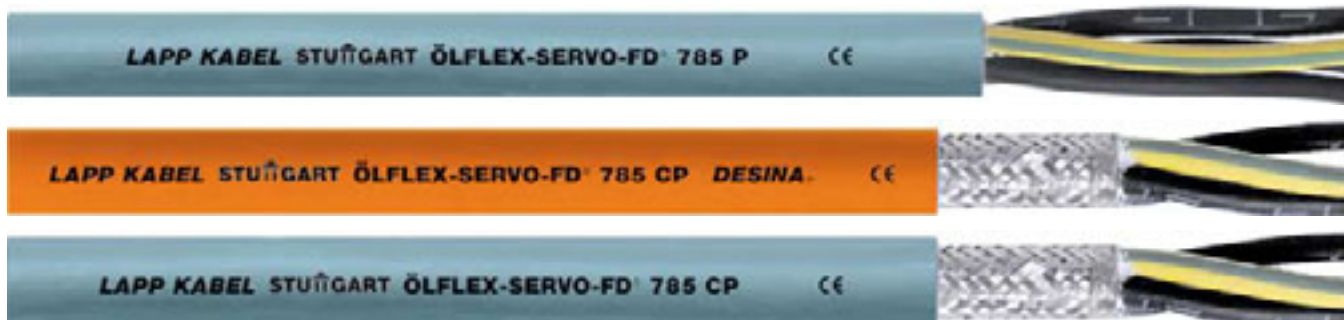 LAPP KABEL STUTTGART ÖLFLEX-SERVO-FD® 785 P CE
LAPP KABEL STUTTGART ÖLFLEX-SERVO-FD® 785 CP DESINA CE
LAPP KABEL STUTTGART ÖLFLEX-SERVO-FD® 785 CP CE